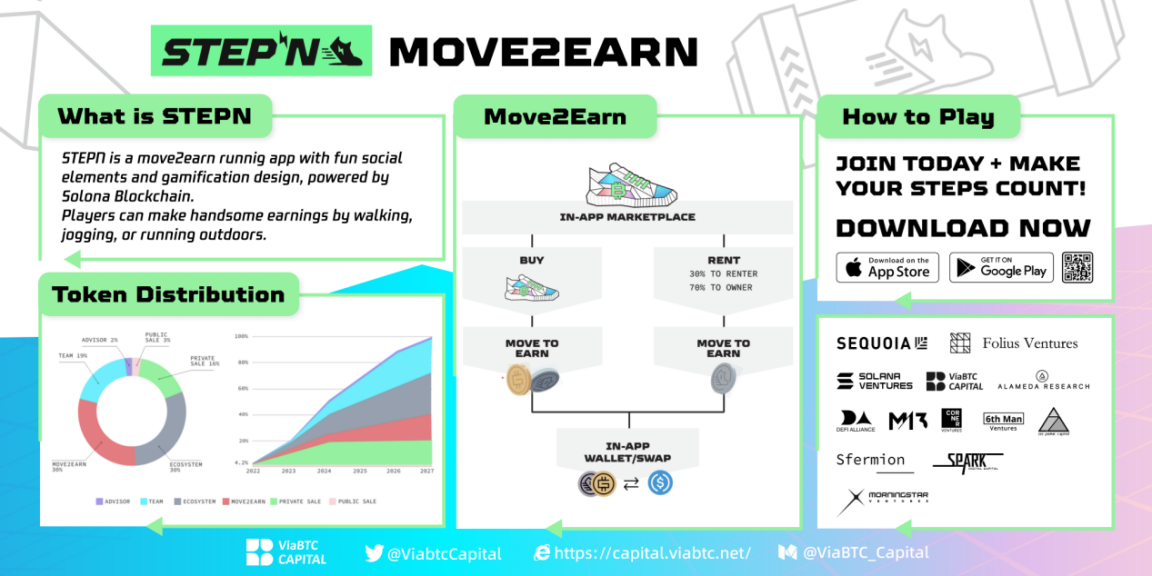 STEP'N MOVE2EARN
What is STEPN
STEPN is a move2earn runnig app with fun social
elements and gamification design, powered by
Solona Blockchain.
Players can make handsome earnings by walking,
jogging, or running outdoors.
Token Distribution
ADVISOR 2%
PUBLIC
SALE 3%
TEAM 19%
PRIVATE
SALE 16%
MOVE2EARN
30%
ECOSYSTEM
30%
100%
80%
60%
40%
20%
4.2%
2022 2023 2024 2025 2026 2027
ADVISOR TEAM ECOSYSTEM MOVE2EARN PRIVATE SALE PUBLIC SALE
Move2Earn
IN-APP MARKETPLACE
BUY
RENT
30% TO RENTER
70% TO OWNER
MOVE TO
EARN
MOVE TO
EARN
IN-APP
WALLET/SWAP
How to Play
JOIN TODAY + MAKE
YOUR STEPS COUNT!
DOWNLOAD NOW
Download on the
App Store
GET IT ON
Google Play
SEQUOIA
Folius Ventures
SOLANA
VENTURES
ViaBTC
CAPITAL
ALAMEDA RESEARCH
DEFI ALLIANCE
M13
COR
NER
VENTURES
6th Man
Ventures
Sfermion
SPARK
DIGITAL CAPITAL
MORNINGSTAR
VENTURES
ViaBTC
CAPITAL
@ViabtcCapital
https://capital.viabtc.net/
@ViaBTC_Capital